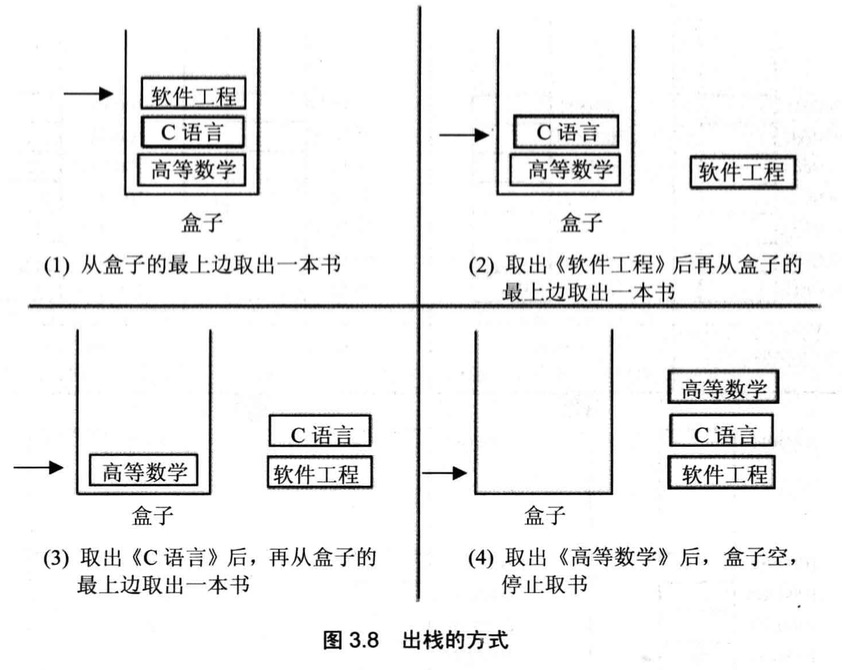 软件工程
C 语言
高等数学
盒子
(1) 从盒子的最上边取出一本书
C 语言
高等数学
软件工程
盒子
(2) 取出《软件工程》后再从盒子的
最上边取出一本书
高等数学
C 语言
软件工程
盒子
(3) 取出《C 语言》后，再从盒子的
最上边取出一本书
高等数学
C 语言
软件工程
盒子
(4) 取出《高等数学》后，盒子空，
停止取书
图 3.8 出栈的方式